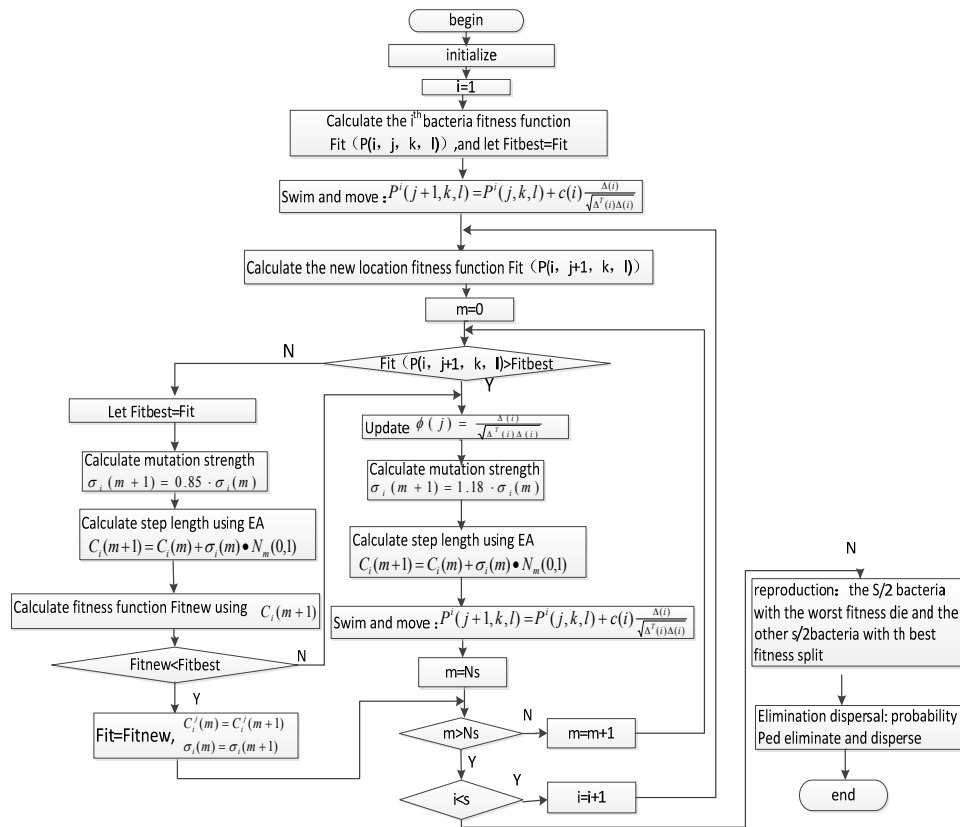 begin
initialize
i=1
Calculate the i^th bacteria fitness function
Fit（P(i，j，k，l)）,and let Fitbest=Fit
Swim and move：P^i(j+1,k,l)=P^i(j,k,l)+c(i) Δ(i)/√(Δ^T(i)Δ(i))
Calculate the new location fitness function Fit（P(i，j+1，k，l)）
m=0
Fit（P(i，j+1，k，l)>Fitbest
N
Y
Let Fitbest=Fit
Calculate mutation strength
σ_i(m+1)=0.85·σ_i(m)
Calculate step length using EA
C_i(m+1)=C_i(m)+σ_i(m)•N_m(0,1)
Calculate fitness function Fitnew using C_i(m+1)
Fitnew<Fitbest
N
Y
Fit=Fitnew, C_i^j(m)=C_i^j(m+1)
σ_i(m)=σ_i(m+1)
Update ϕ(j)= Δ(i)/√(Δ^T(i)Δ(i))
Calculate mutation strength
σ_i(m+1)=1.18·σ_i(m)
Calculate step length using EA
C_i(m+1)=C_i(m)+σ_i(m)•N_m(0,1)
Swim and move：P^i(j+1,k,l)=P^i(j,k,l)+c(i) Δ(i)/√(Δ^T(i)Δ(i))
m=Ns
m>Ns
N
m=m+1
Y
i<s
Y
i=i+1
N
reproduction：the S/2 bacteria
with the worst fitness die and the
other s/2bacteria with th best
fitness split
Elimination dispersal: probability
Ped eliminate and disperse
end